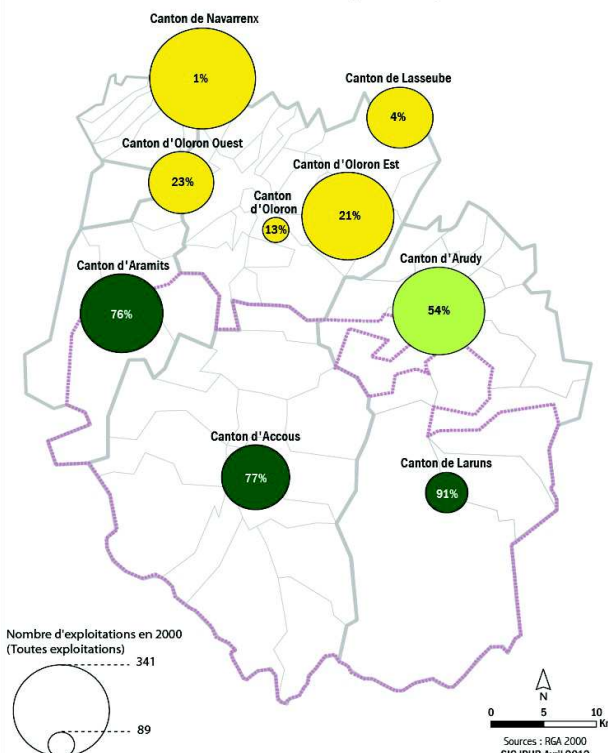 Canton de Navarrenx
1%
Canton de Lasseube
4%
Canton d'Oloron Ouest
23%
Canton d'Oloron Est
21%
Canton
d'Oloron
13%
Canton d'Aramits
76%
Canton d'Arudy
54%
Canton d'Accous
77%
Canton de Laruns
91%
Nombre d'exploitations en 2000
(Toutes exploitations)
341
89
N
0 5 10
Km
Sources : RGA 2000